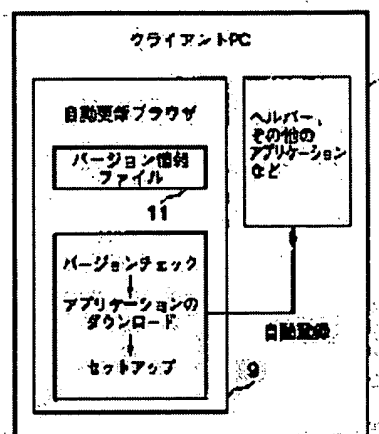 クライアントPC
自動更新ブラウザ
バージョン情報
ファイル
11
バージョンチェック
アプリケーションの
ダウンロード
セットアップ
9
ヘルパー、
その他の
アプリケーション
など
自動登録